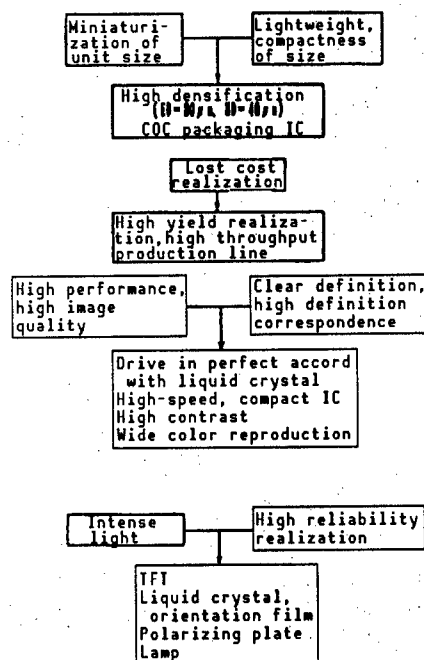 Miniaturi-
zation of
unit size
Lightweight,
compactness
of size
High densification
COC packaging IC
Lost cost
realization
High yield realiza-
tion, high throughput
production line
High performance,
high image
quality
Clear definition,
high definition
correspondence
Drive in perfect accord
with liquid crystal
High-speed, compact IC
High contrast
Wide color reproduction
Intense
light
High reliability
realization
TFT
Liquid crystal,
orientation film
Polarizing plate
Lamp